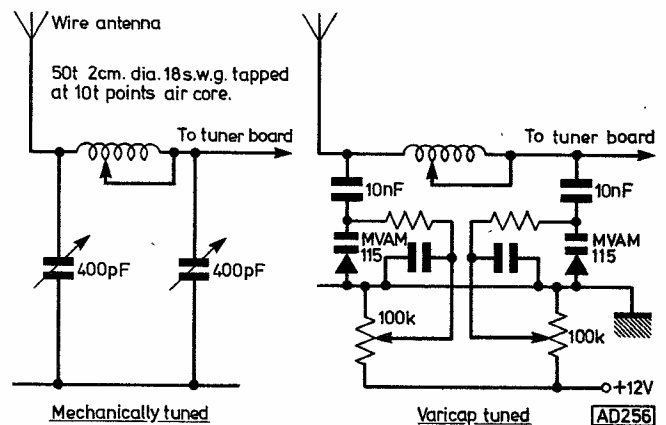 Wire antenna
50t 2cm. dia. 18s.w.g. tapped
at 10t points air core.
To tuner board
400pF
400pF
Mechanically tuned
To tuner board
10nF
10nF
MVAM
115
MVAM
115
100k
100k
+12V
Varicap tuned
AD256